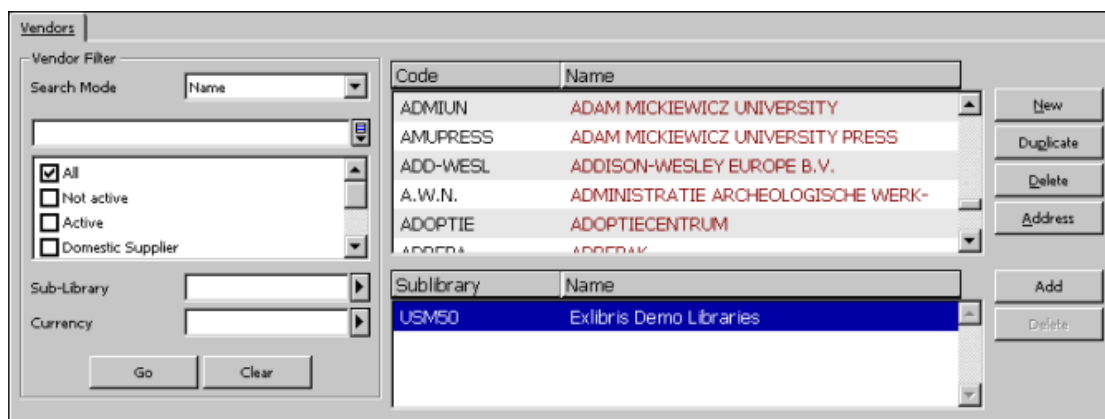 Vendors
Vendor Filter
Search Mode Name
All
Not active
Active
Domestic Supplier
Sub-Library
Currency
Go Clear
Code Name
ADMIUN ADAM MICKIEWICZ UNIVERSITY
AMUPRESS ADAM MICKIEWICZ UNIVERSITY PRESS
ADD-WESL ADDISON-WESLEY EUROPE B.V.
A.W.N. ADMINISTRATIE ARCHEOLOGISCHE WERK-
ADOPTIE ADOPTIECENTRUM
Sublibrary Name
USM50 Exlibris Demo Libraries
New
Duplicate
Delete
Address
Add
Delete